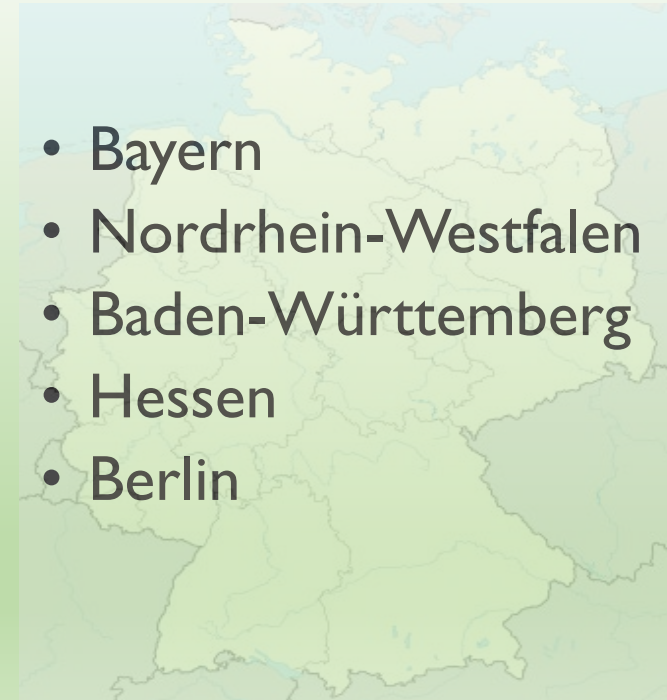 • Bayern
• Nordrhein-Westfalen
• Baden-Württemberg
• Hessen
• Berlin